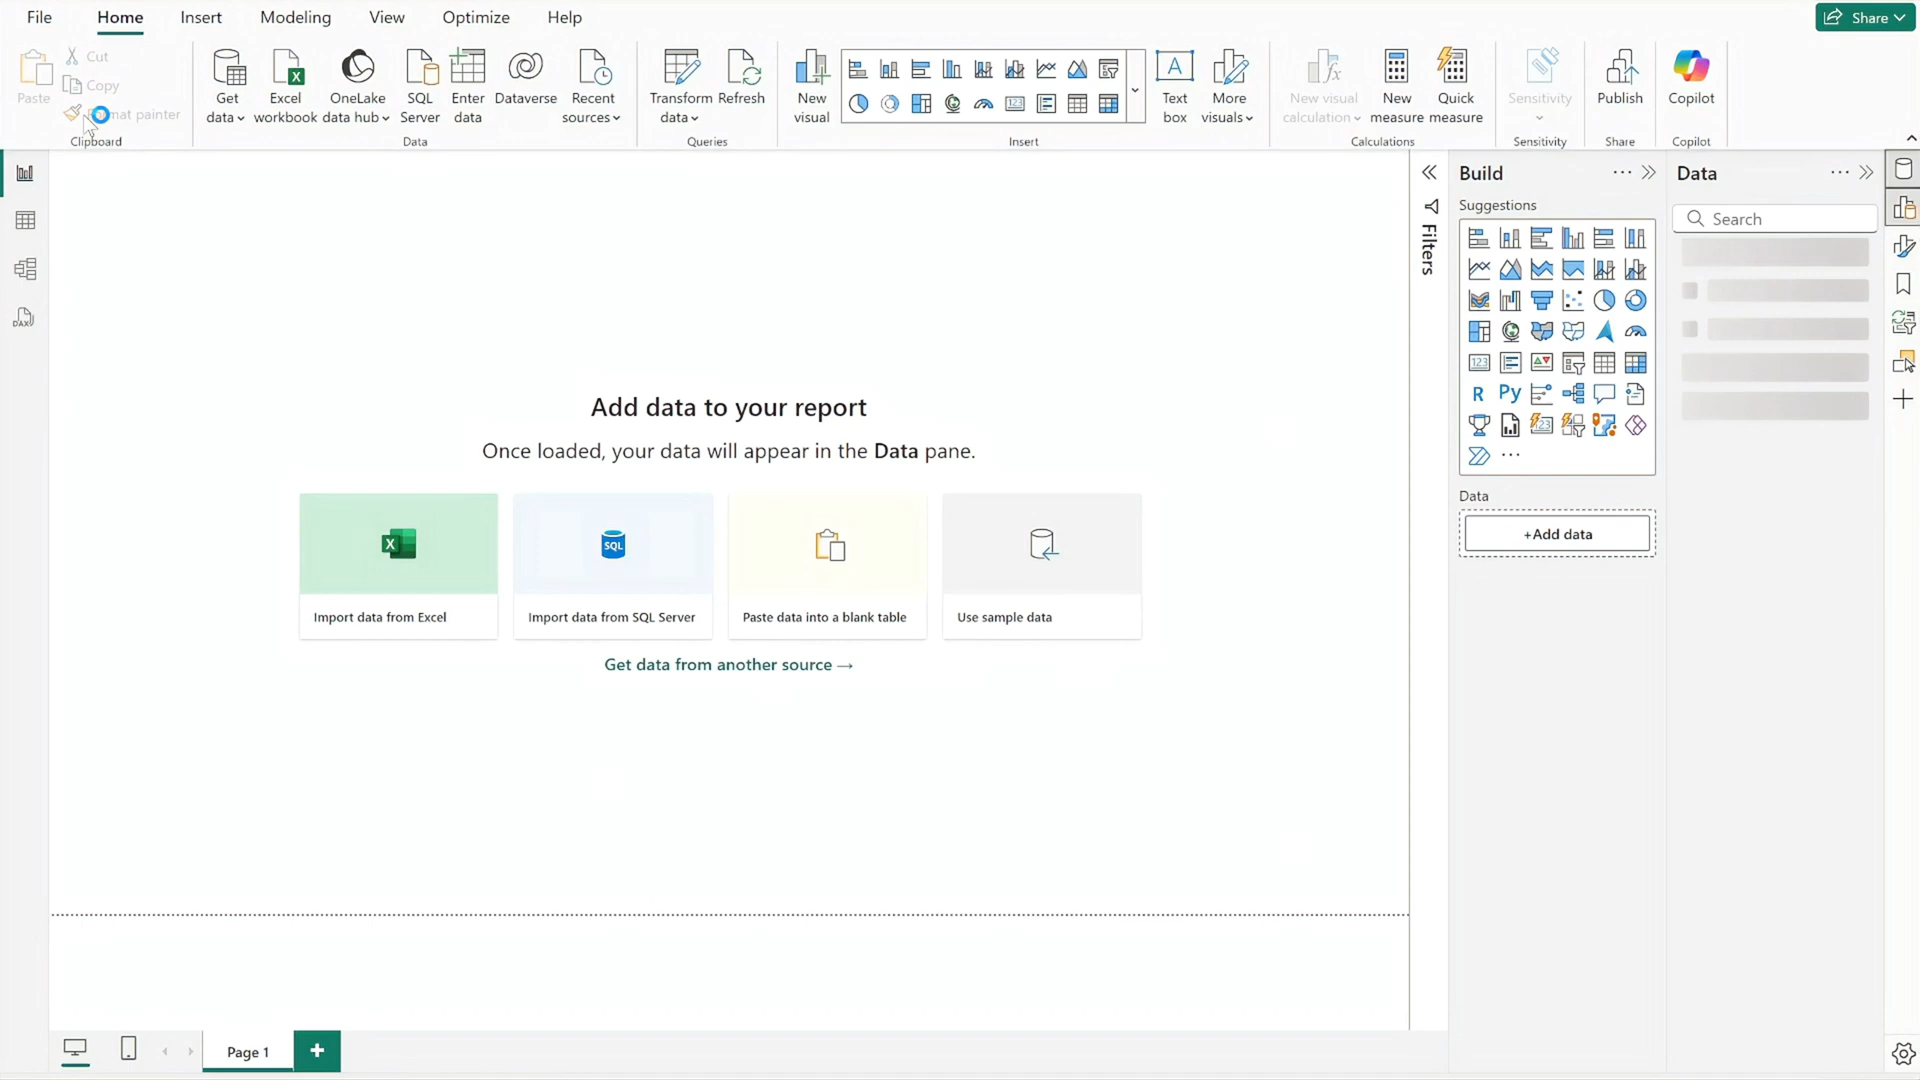 File Home Insert Modeling View Optimize Help Share
Paste
Cut
Copy
Format painter
Clipboard
Get data
Excel workbook
OneLake data hub
SQL Server
Enter data
Dataverse
Recent sources
Data
Transform data
Refresh
Queries
New visual
Text box
More visuals
Insert
New visual calculation
New measure
Quick measure
Calculations
Sensitivity
Sensitivity
Publish
Share
Copilot
Copilot
DAX
Add data to your report
Once loaded, your data will appear in the Data pane.
SQL
Import data from Excel
Import data from SQL Server
Paste data into a blank table
Use sample data
Get data from another source →
Filters
Build
Suggestions
123
R Py
123
Data
+Add data
Data
Search
Page 1